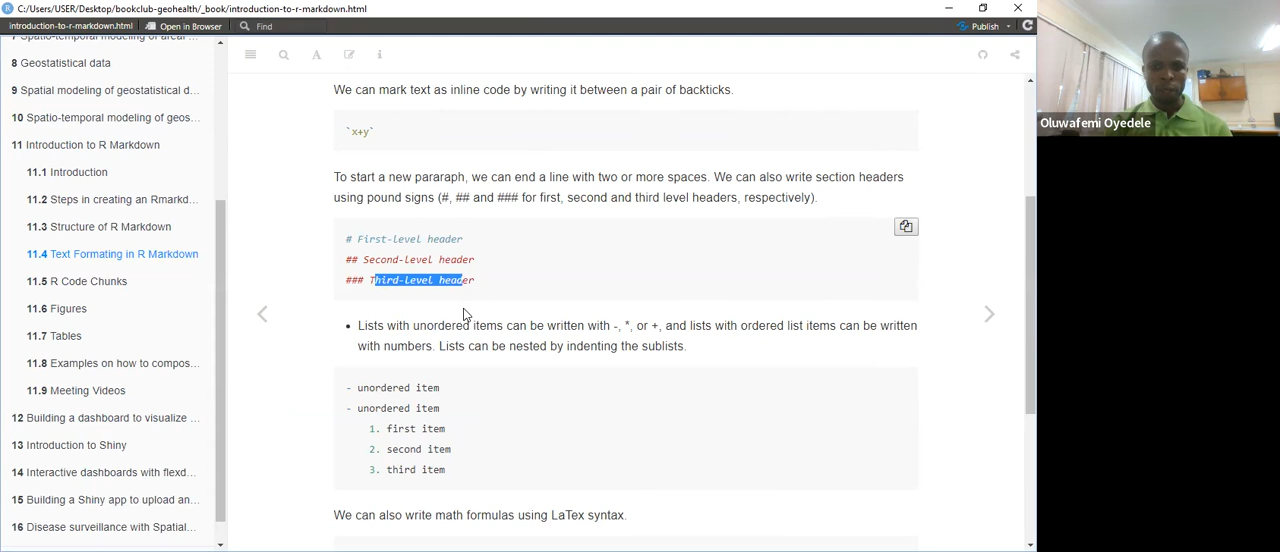 C:/Users/USER/Desktop/bookclub-geohealth/_book/introduction-to-r-markdown.html
introduction-to-r-markdown.html
Open in Browser
Find
Publish
7 Spatio-temporal modeling of areal ...
8 Geostatistical data
9 Spatial modeling of geostatistical d...
10 Spatio-temporal modeling of geos...
11 Introduction to R Markdown
11.1 Introduction
11.2 Steps in creating an Rmarkd...
11.3 Structure of R Markdown
11.4 Text Formating in R Markdown
11.5 R Code Chunks
11.6 Figures
11.7 Tables
11.8 Examples on how to compos...
11.9 Meeting Videos
12 Building a dashboard to visualize ...
13 Introduction to Shiny
14 Interactive dashboards with flexd...
15 Building a Shiny app to upload an...
16 Disease surveillance with Spatial...
We can mark text as inline code by writing it between a pair of backticks.
`x+y`
To start a new pararaph, we can end a line with two or more spaces. We can also write section headers
using pound signs (#, ## and ### for first, second and third level headers, respectively).
# First-level header
## Second-level header
### Third-level header
• Lists with unordered items can be written with -, *, or +, and lists with ordered list items can be written
with numbers. Lists can be nested by indenting the sublists.
- unordered item
- unordered item
1. first item
2. second item
3. third item
We can also write math formulas using LaTex syntax.
Oluwafemi Oyedele